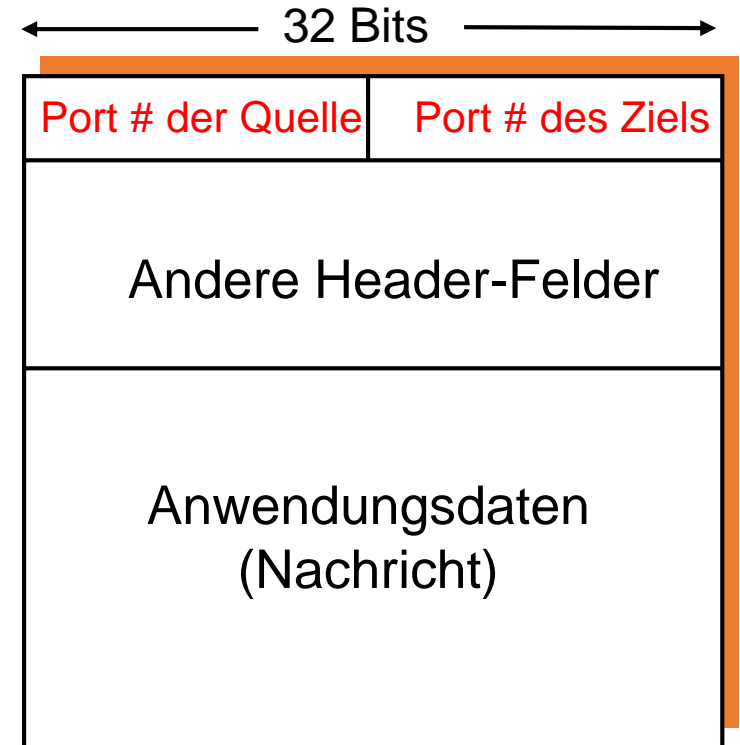 32 Bits
Port # der Quelle
Port # des Ziels
Andere Header-Felder
Anwendungsdaten
(Nachricht)